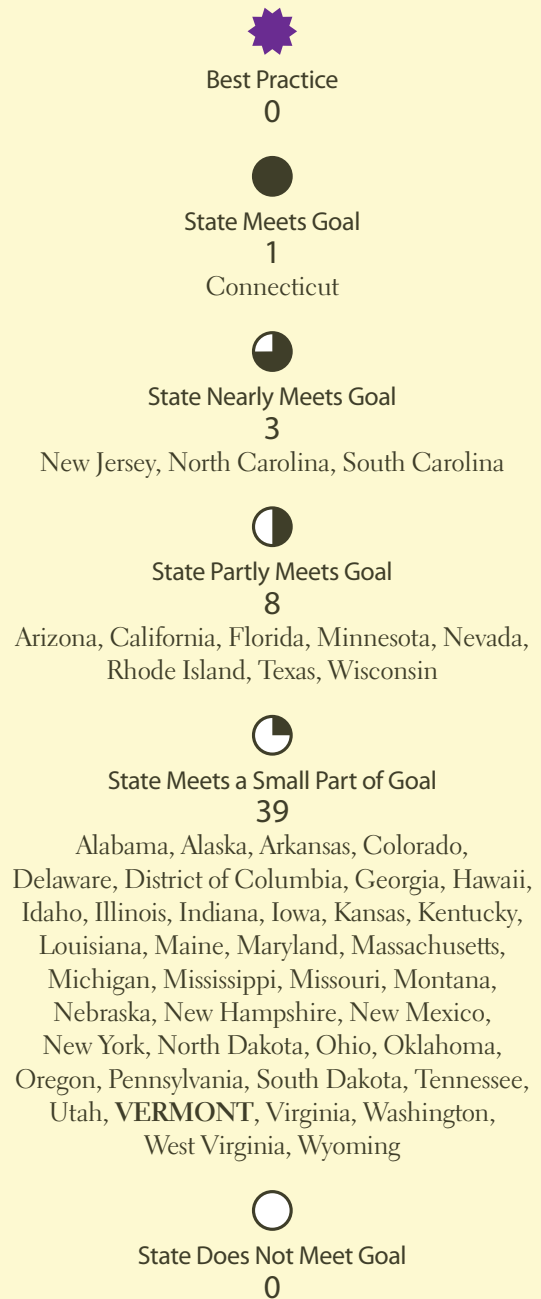 Best Practice
0
State Meets Goal
1
Connecticut
State Nearly Meets Goal
3
New Jersey, North Carolina, South Carolina
State Partly Meets Goal
8
Arizona, California, Florida, Minnesota, Nevada,
Rhode Island, Texas, Wisconsin
State Meets a Small Part of Goal
39
Alabama, Alaska, Arkansas, Colorado,
Delaware, District of Columbia, Georgia, Hawaii,
Idaho, Illinois, Indiana, Iowa, Kansas, Kentucky,
Louisiana, Maine, Maryland, Massachusetts,
Michigan, Mississippi, Missouri, Montana,
Nebraska, New Hampshire, New Mexico,
New York, North Dakota, Ohio, Oklahoma,
Oregon, Pennsylvania, South Dakota, Tennessee,
Utah, VERMONT, Virginia, Washington,
West Virginia, Wyoming
State Does Not Meet Goal
0